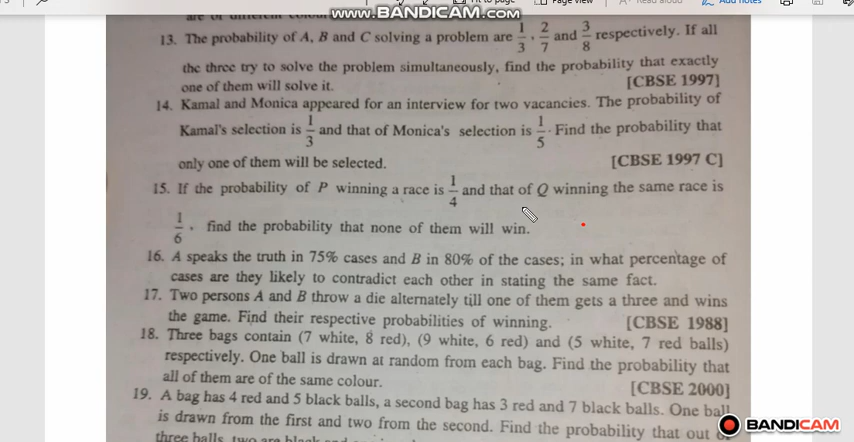 Page view
Read aloud
Add notes
www.BANDICAM.com
13. The probability of A, B and C solving a problem are 1/3, 2/7 and 3/8 respectively. If all
the three try to solve the problem simultaneously, find the probability that exactly
one of them will solve it. [CBSE 1997]
14. Kamal and Monica appeared for an interview for two vacancies. The probability of
Kamal's selection is 1/3 and that of Monica's selection is 1/5. Find the probability that
only one of them will be selected. [CBSE 1997 C]
15. If the probability of P winning a race is 1/4 and that of Q winning the same race is
1/6, find the probability that none of them will win.
16. A speaks the truth in 75% cases and B in 80% of the cases; in what percentage of
cases are they likely to contradict each other in stating the same fact.
17. Two persons A and B throw a die alternately till one of them gets a three and wins
the game. Find their respective probabilities of winning. [CBSE 1988]
18. Three bags contain (7 white, 8 red), (9 white, 6 red) and (5 white, 7 red balls)
respectively. One ball is drawn at random from each bag. Find the probability that
all of them are of the same colour. [CBSE 2000]
19. A bag has 4 red and 5 black balls, a second bag has 3 red and 7 black balls. One ball
is drawn from the first and two from the second. Find the probability that out
three balls, two are black
BANDICAM